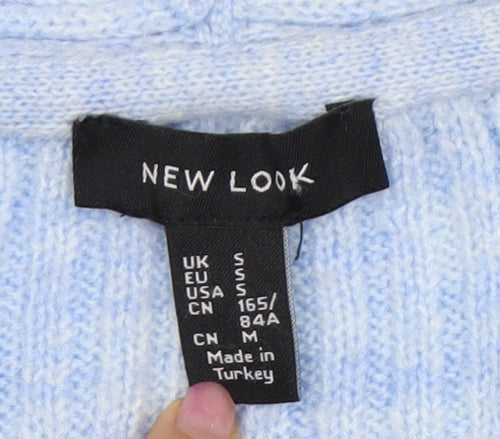 NEW LOOK
UK S
EU S
USA S
CN 165/
84A
CN M
Made in
Turkey